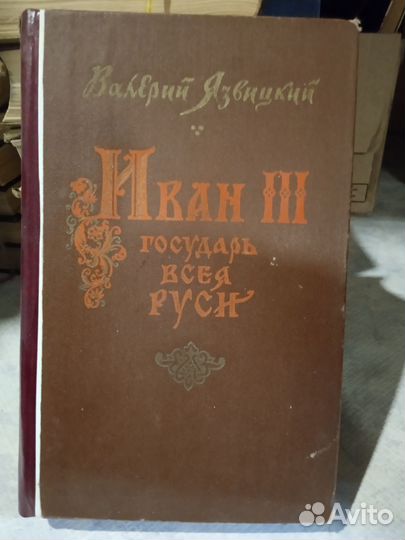 Валерий Язвицкий
Иван III
государь
всея
Руси
Avito